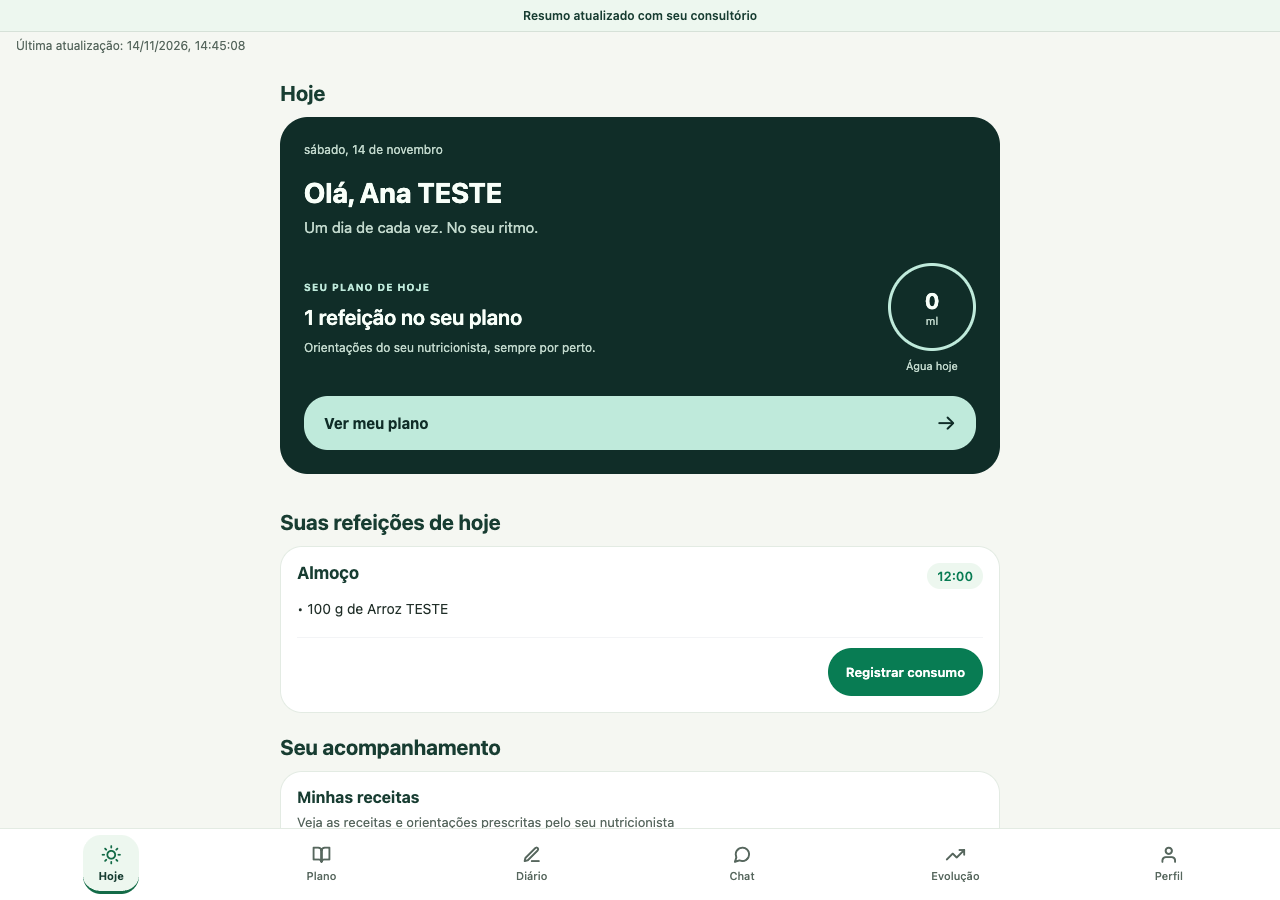 Resumo atualizado com seu consultório
Última atualização: 14/11/2026, 14:45:08
Hoje
sábado, 14 de novembro
Olá, Ana TESTE
Um dia de cada vez. No seu ritmo.
SEU PLANO DE HOJE
1 refeição no seu plano
Orientações do seu nutricionista, sempre por perto.
0
ml
Água hoje
Ver meu plano
Suas refeições de hoje
Almoço
12:00
• 100 g de Arroz TESTE
Registrar consumo
Seu acompanhamento
Minhas receitas
Veja as receitas e orientações prescritas pelo seu nutricionista
Hoje
Plano
Diário
Chat
Evolução
Perfil